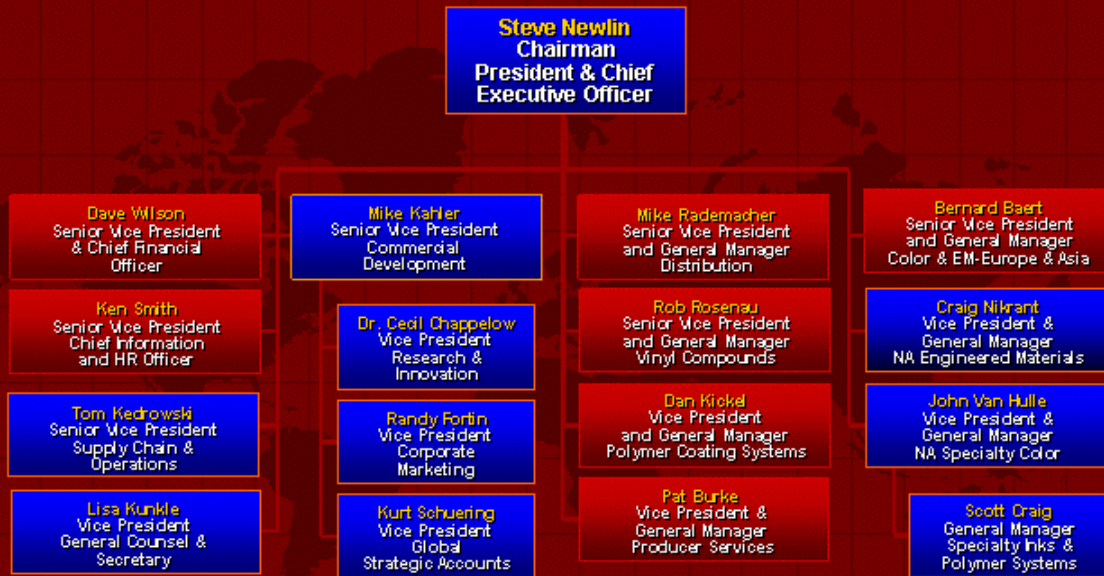 Steve Newlin
Chairman
President & Chief
Executive Officer
Dave Wilson
Senior Vice President
& Chief Financial
Officer
Ken Smith
Senior Vice President
Chief Information
and HR Officer
Tom Kedrowski
Senior Vice President
Supply Chain &
Operations
Lisa Kunkle
Vice President
General Counsel &
Secretary
Mike Kahler
Senior Vice President
Commercial
Development
Dr. Cecil Chappelow
Vice President
Research &
Innovation
Randy Fortin
Vice President
Corporate
Marketing
Kurt Schuering
Vice President
Global
Strategic Accounts
Mike Rademacher
Senior Vice President
and General Manager
Distribution
Rob Rosenau
Senior Vice President
and General Manager
Vinyl Compounds
Dan Kickel
Vice President
and General Manager
Polymer Coating Systems
Pat Burke
Vice President &
General Manager
Producer Services
Bernard Baert
Senior Vice President
and General Manager
Color & EM-Europe & Asia
Craig Nikrant
Vice President &
General Manager
NA Engineered Materials
John Van Hulle
Vice President &
General Manager
NA Specialty Color
Scott Craig
General Manager
Specialty Inks &
Polymer Systems